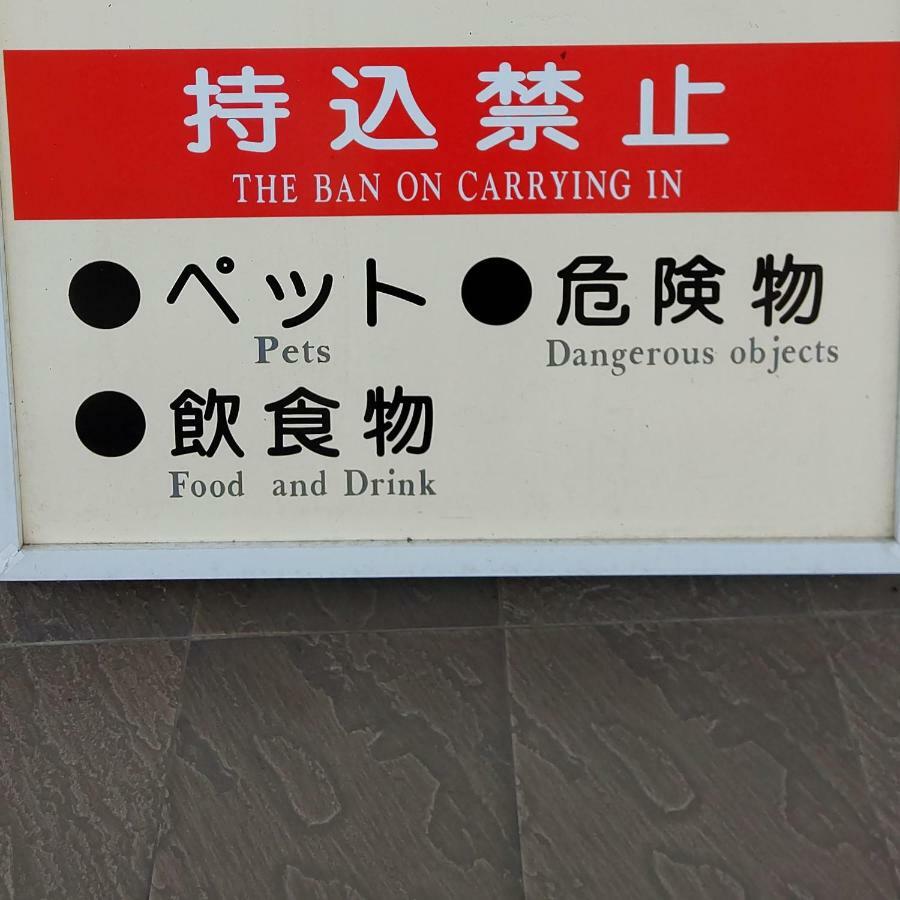 持込禁止
THE BAN ON CARRYING IN
●ペット ●危険物
Pets Dangerous objects
●飲食物
Food and Drink